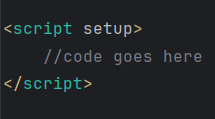 <script setup>
    //code goes here
</script>